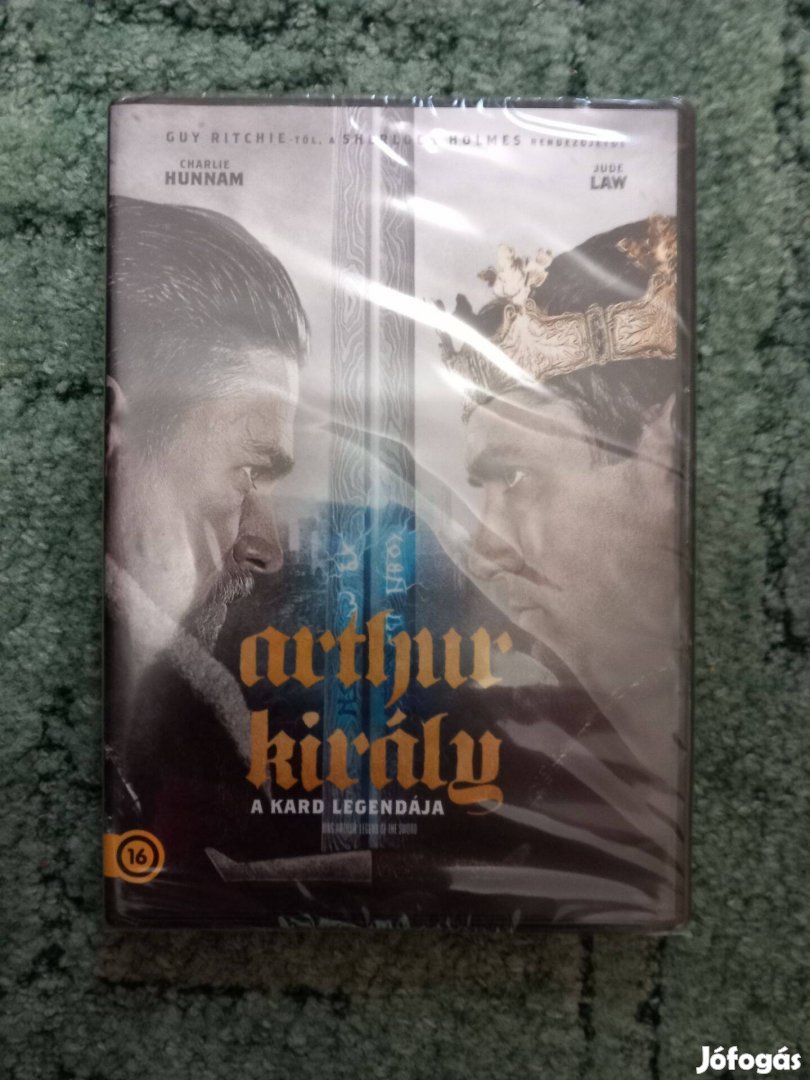 GUY RITCHIE-TŐL, A SHERLOCK HOLMES RENDEZŐJÉTŐL
CHARLIE
HUNNAM
JUDE
LAW
arthur
király
A KARD LEGENDÁJA
KING ARTHUR: LEGEND OF THE SWORD
16
Jófogás